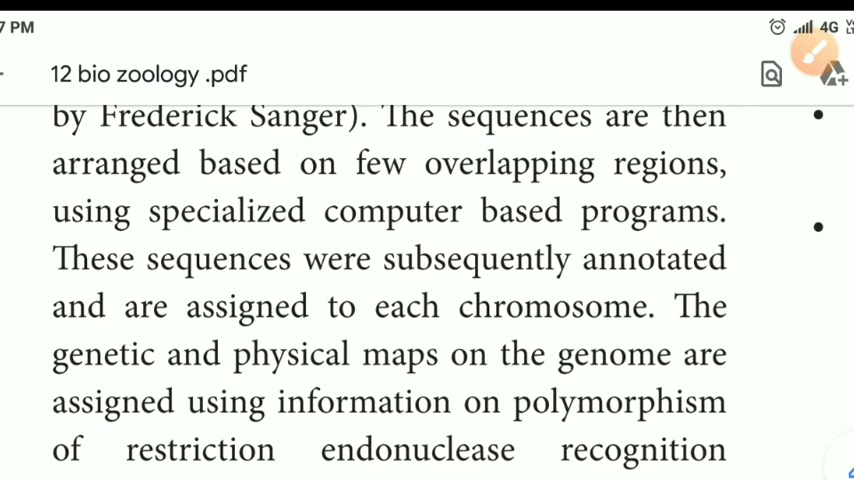 7 PM
4G
12 bio zoology .pdf
by Frederick Sanger). The sequences are then
arranged based on few overlapping regions,
using specialized computer based programs.
These sequences were subsequently annotated
and are assigned to each chromosome. The
genetic and physical maps on the genome are
assigned using information on polymorphism
of restriction endonuclease recognition